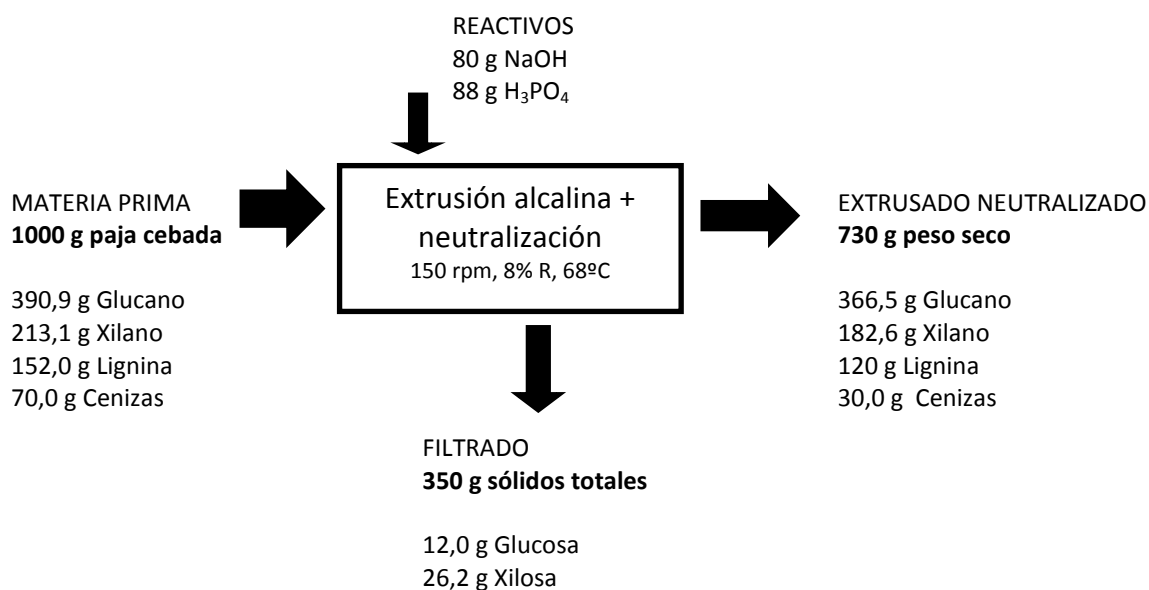 REACTIVOS
80 g NaOH
88 g H₃PO₄
MATERIA PRIMA
1000 g paja cebada
390,9 g Glucano
213,1 g Xilano
152,0 g Lignina
70,0 g Cenizas
Extrusión alcalina +
neutralización
150 rpm, 8% R, 68ºC
EXTRUSADO NEUTRALIZADO
730 g peso seco
366,5 g Glucano
182,6 g Xilano
120 g Lignina
30,0 g Cenizas
FILTRADO
350 g sólidos totales
12,0 g Glucosa
26,2 g Xilosa